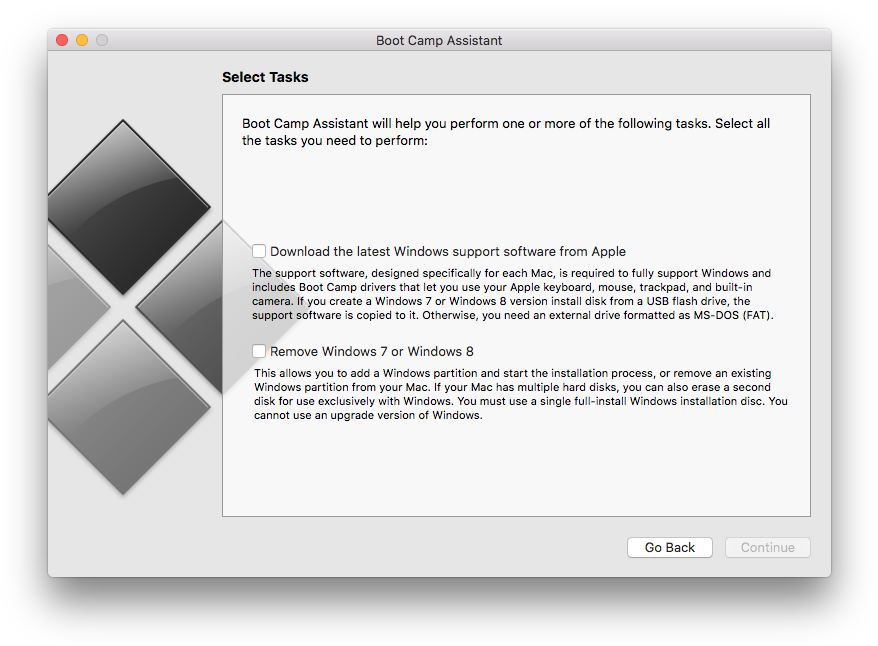 Boot Camp Assistant
Select Tasks
Boot Camp Assistant will help you perform one or more of the following tasks. Select all
the tasks you need to perform:
Download the latest Windows support software from Apple
The support software, designed specifically for each Mac, is required to fully support Windows and
includes Boot Camp drivers that let you use your Apple keyboard, mouse, trackpad, and built-in
camera. If you create a Windows 7 or Windows 8 version install disk from a USB flash drive, the
support software is copied to it. Otherwise, you need an external drive formatted as MS-DOS (FAT).
Remove Windows 7 or Windows 8
This allows you to add a Windows partition and start the installation process, or remove an existing
Windows partition from your Mac. If your Mac has multiple hard disks, you can also erase a second
disk for use exclusively with Windows. You must use a single full-install Windows installation disc. You
cannot use an upgrade version of Windows.
Go Back
Continue